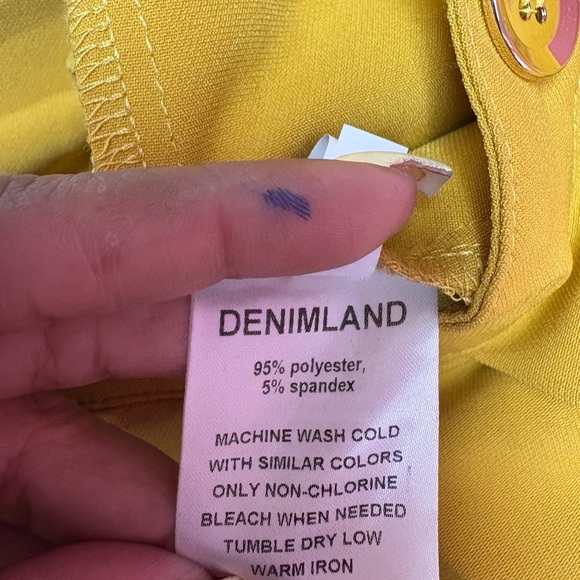 DENIMLAND
95% polyester,
5% spandex
MACHINE WASH COLD
WITH SIMILAR COLORS
ONLY NON-CHLORINE
BLEACH WHEN NEEDED
TUMBLE DRY LOW
WARM IRON